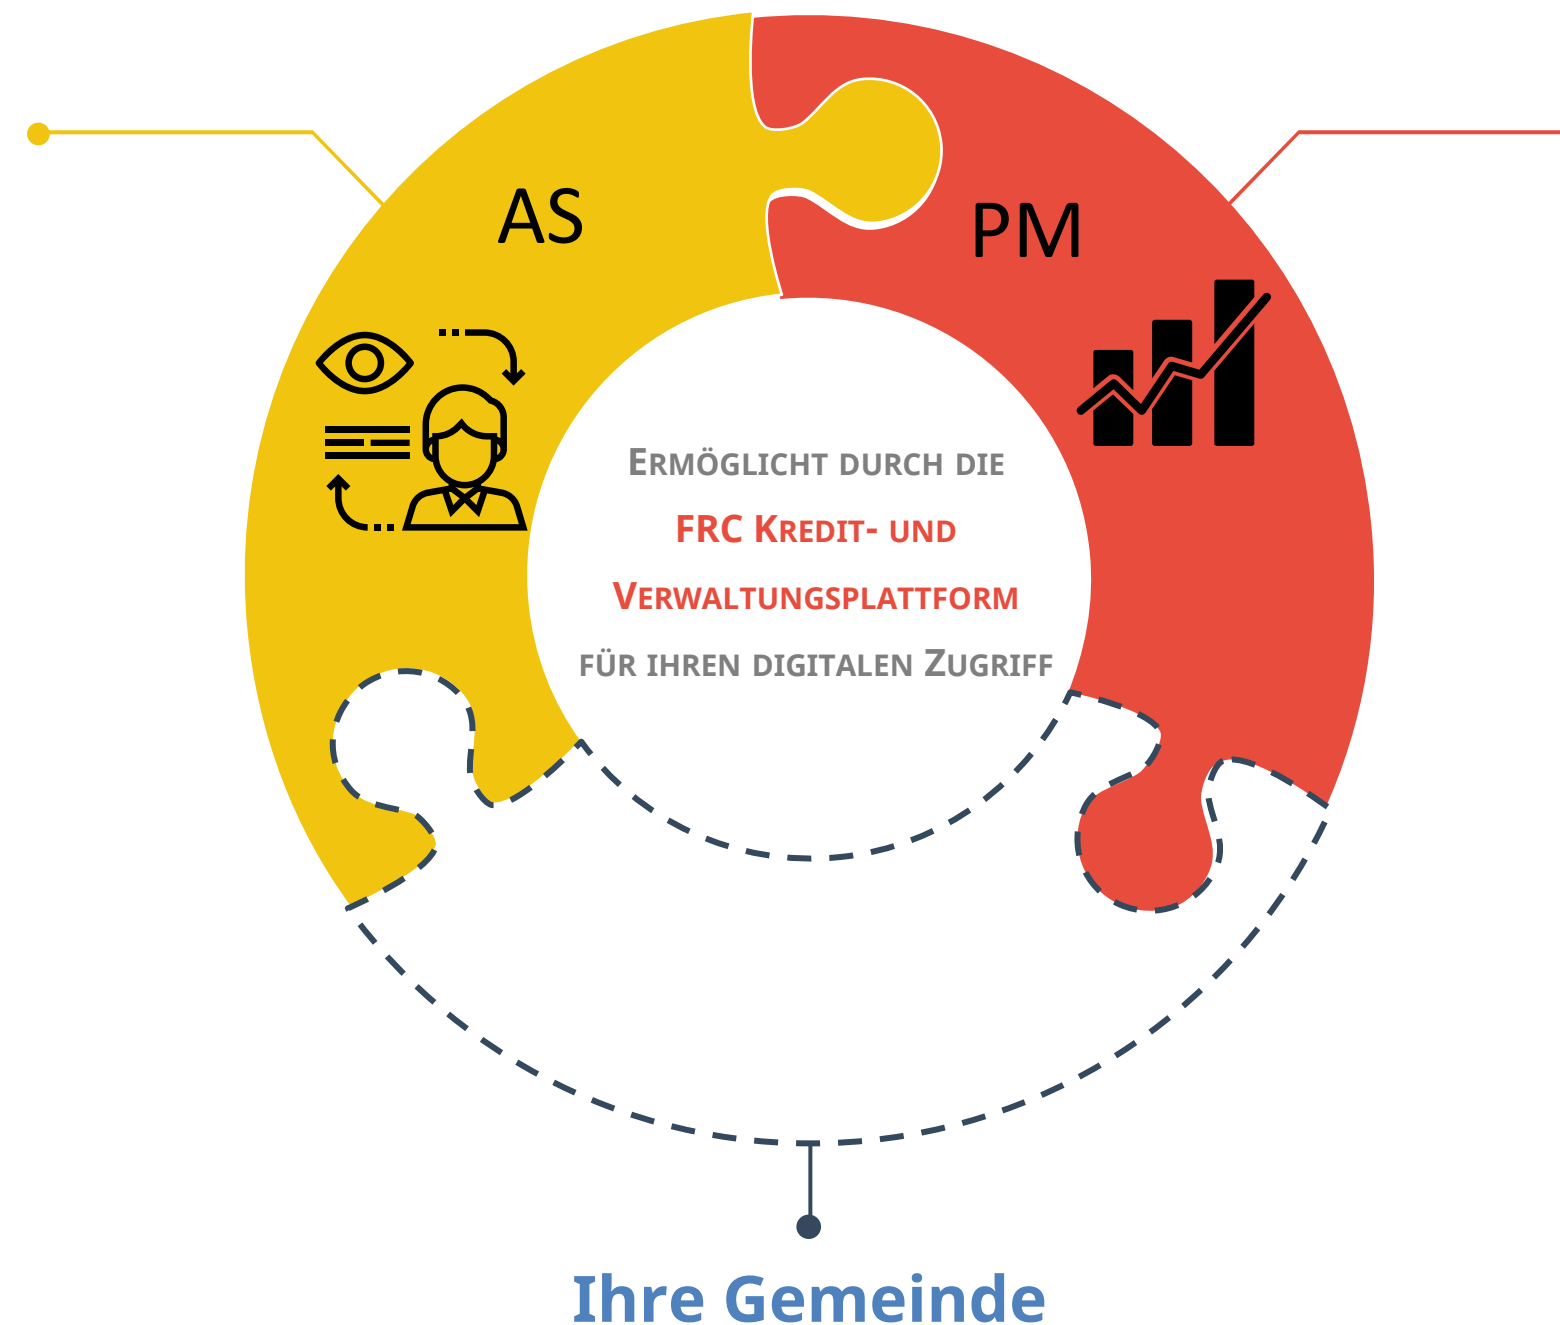 AS
PM
Ermöglicht durch die
FRC Kredit- und
Verwaltungsplattform
für ihren digitalen Zugriff
Ihre Gemeinde